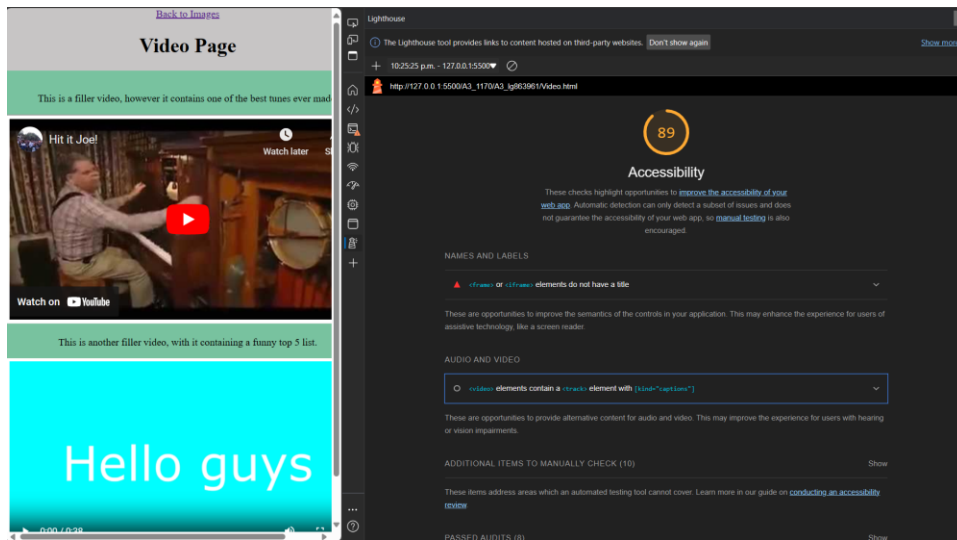 Back to Images
Video Page
This is a filler video, however it contains one of the best tunes ever mad
Hit it Joe!
Watch later
Watch on YouTube
This is another filler video, with it containing a funny top 5 list.
Hello guys
0:00 / 0:38
Lighthouse
The Lighthouse tool provides links to content hosted on third-party websites. Don't show again
Show mor
10:25:25 p.m. - 127.0.0.1:5500
http://127.0.0.1:5500/A3_1170/A3_lg863961/Video.html
89
Accessibility
These checks highlight opportunities to improve the accessibility of your
web app. Automatic detection can only detect a subset of issues and does
not guarantee the accessibility of your web app, so manual testing is also
encouraged.
NAMES AND LABELS
<frame> or <iframe> elements do not have a title
These are opportunities to improve the semantics of the controls in your application. This may enhance the experience for users of
assistive technology, like a screen reader.
AUDIO AND VIDEO
<video> elements contain a <track> element with [kind="captions"]
These are opportunities to provide alternative content for audio and video. This may improve the experience for users with hearing
or vision impairments.
ADDITIONAL ITEMS TO MANUALLY CHECK (10)
Show
These items address areas which an automated testing tool cannot cover. Learn more in our guide on conducting an accessibility
review
PASSED AUDITS (8)
Show